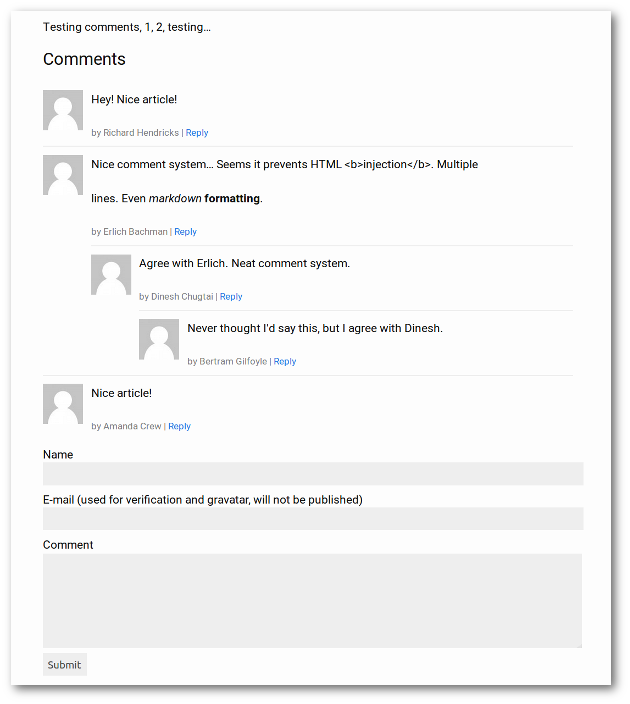 Testing comments, 1, 2, testing...
Comments
Hey! Nice article!
by Richard Hendricks | Reply
Nice comment system... Seems it prevents HTML <b>injection</b>. Multiple
lines. Even markdown formatting.
by Erlich Bachman | Reply
Agree with Erlich. Neat comment system.
by Dinesh Chugtai | Reply
Never thought I'd say this, but I agree with Dinesh.
by Bertram Gilfoyle | Reply
Nice article!
by Amanda Crew | Reply
Name
E-mail (used for verification and gravatar, will not be published)
Comment
Submit